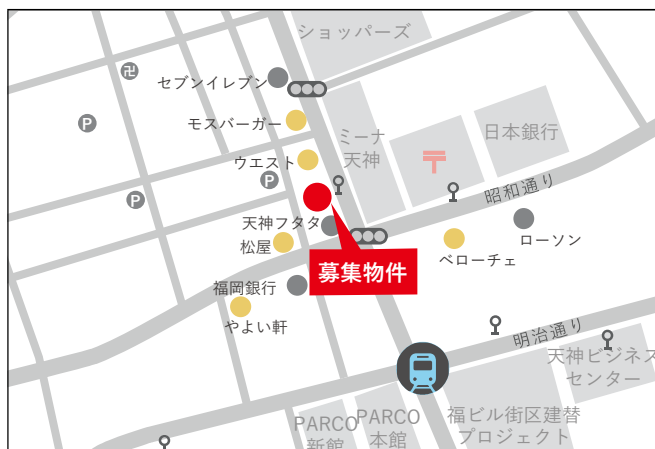 ショッパーズ
卍
セブンイレブン
P
モスバーガー
ミーナ
天神
日本銀行
〒
ウエスト
P
P
昭和通り
天神フタタ
松屋
ローソン
ベローチェ
募集物件
福岡銀行
やよい軒
明治通り
天神ビジネス
センター
PARCO
新館
PARCO
本館
福ビル街区建替
プロジェクト